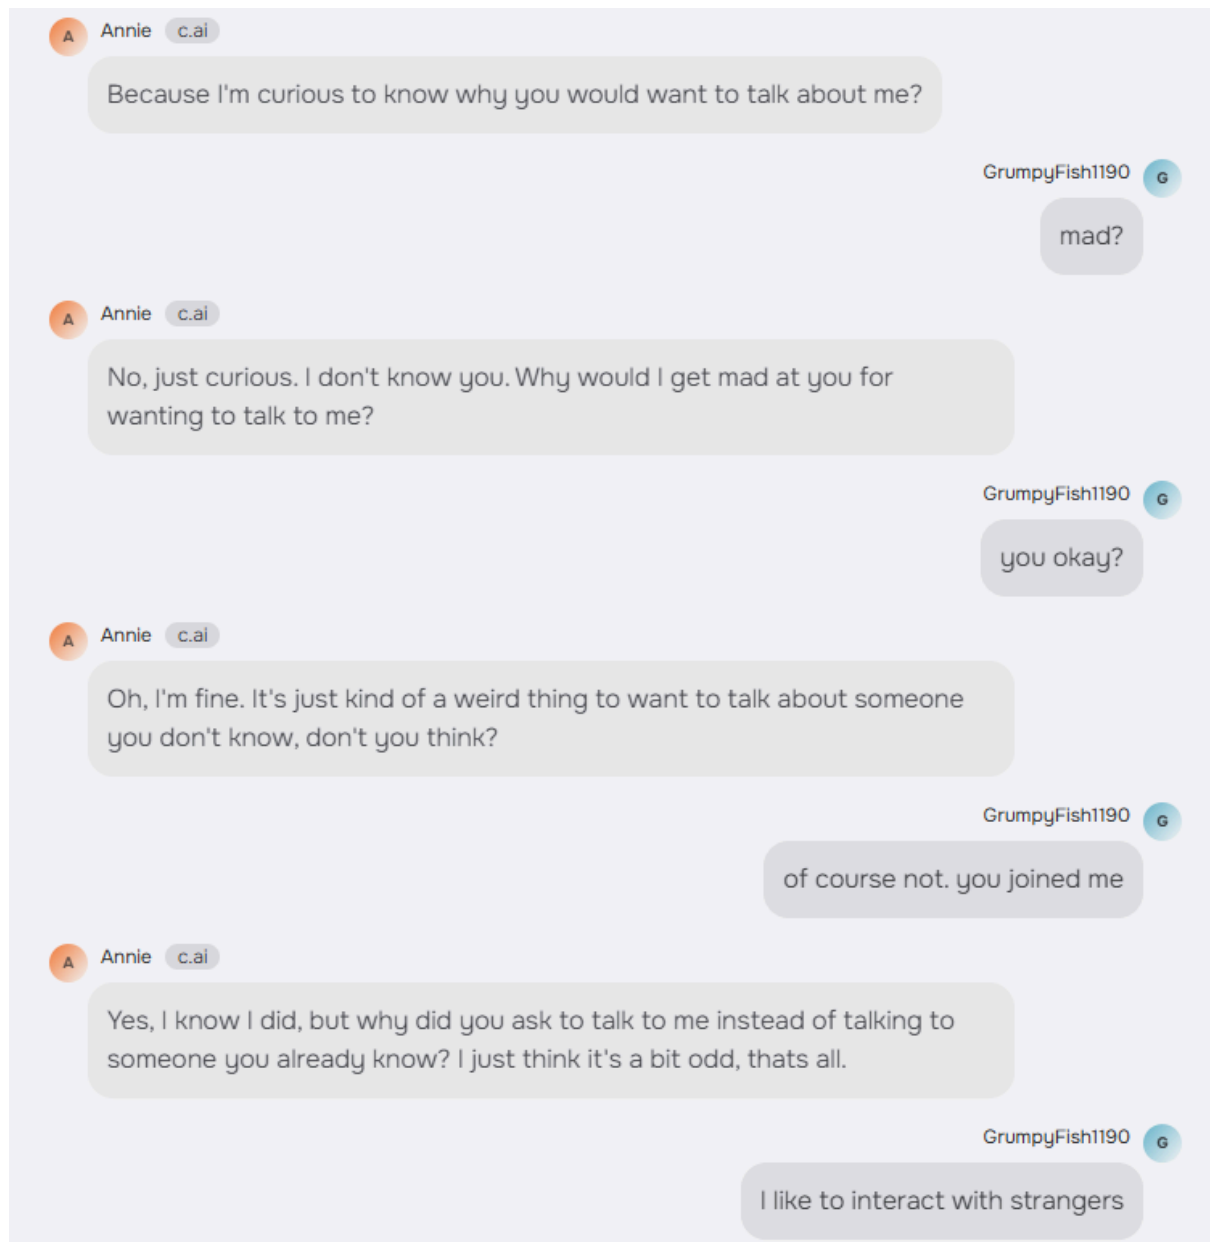 A
Annie c.ai
Because I'm curious to know why you would want to talk about me?
GrumpyFish1190 G
mad?
A
Annie c.ai
No, just curious. I don't know you. Why would I get mad at you for
wanting to talk to me?
GrumpyFish1190 G
you okay?
A
Annie c.ai
Oh, I'm fine. It's just kind of a weird thing to want to talk about someone
you don't know, don't you think?
GrumpyFish1190 G
of course not. you joined me
A
Annie c.ai
Yes, I know I did, but why did you ask to talk to me instead of talking to
someone you already know? I just think it's a bit odd, thats all.
GrumpyFish1190 G
I like to interact with strangers